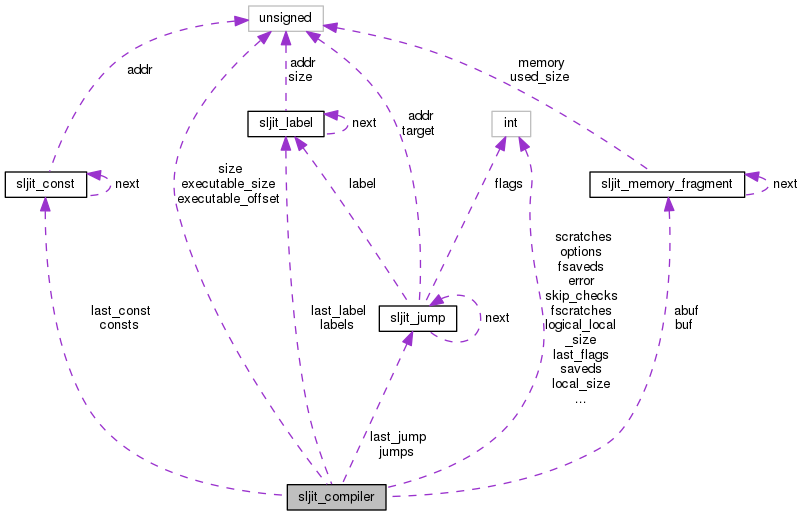 unsigned
memory
used_size
addr
addr
size
addr
target
sljit_label
next
int
sljit_const
next
size
executable_size
executable_offset
label
flags
sljit_memory_fragment
next
scratches
options
fsaveds
error
skip_checks
fscratches
logical_local
_size
last_flags
saveds
local_size
...
last_const
consts
last_label
labels
sljit_jump
next
abuf
buf
last_jump
jumps
sljit_compiler